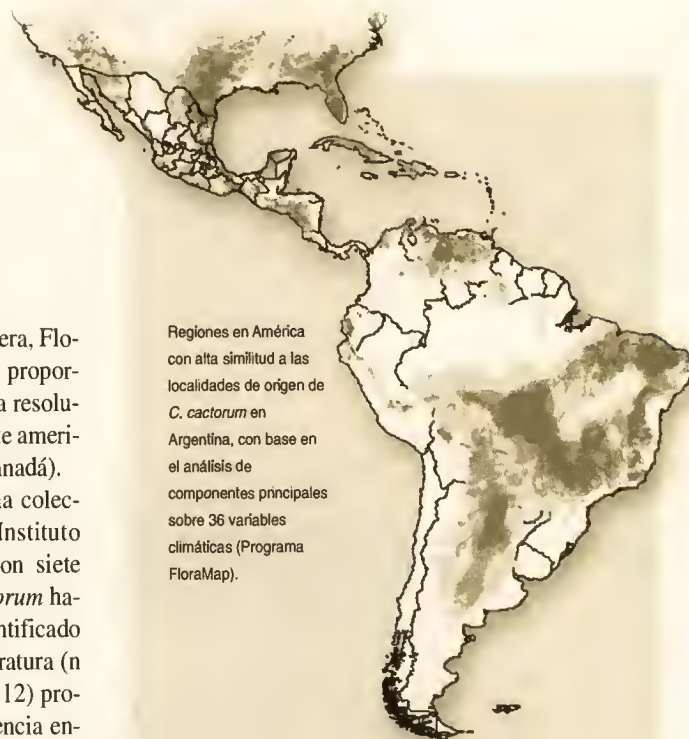 era, Flo-
propor-
a resolu-
te ameri-
anadá).
na colec-
Instituto
on siete
orum ha-
ntificado
ratura (n
12) pro-
encia en-
Regiones en América
con alta similitud a las
localidades de origen de
C. cactorum en
Argentina, con base en
el análisis de
componentes principales
sobre 36 variables
climáticas (Programa
FloraMap).